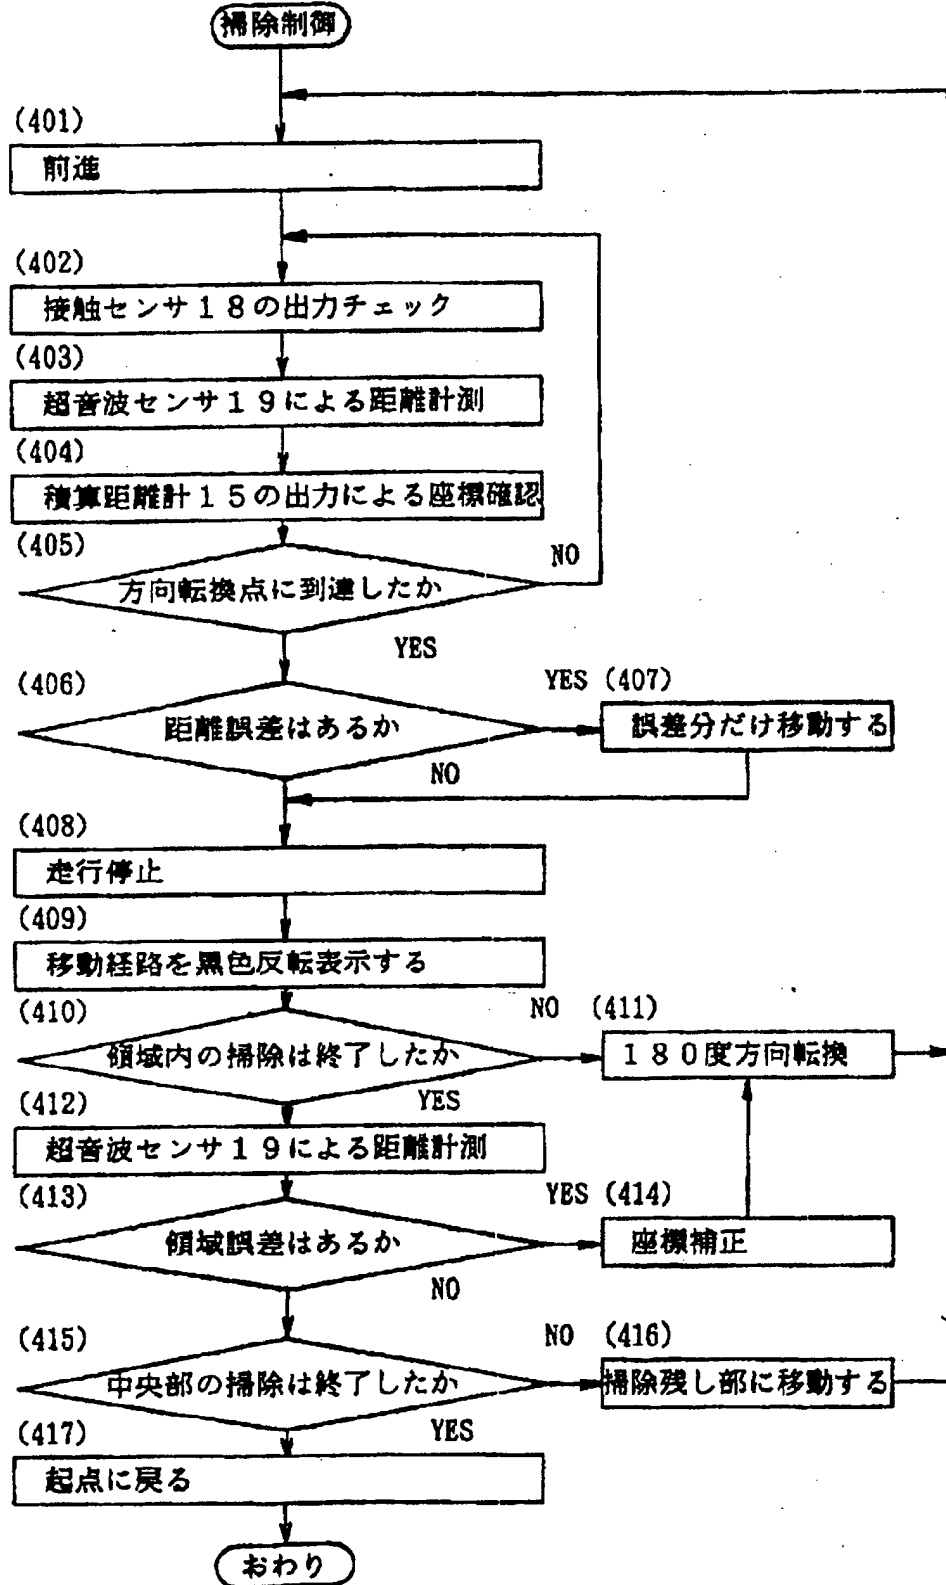 掃除制御
(401)
前進
(402)
接触センサ18の出力チェック
(403)
超音波センサ19による距離計測
(404)
積算距離計15の出力による座標確認
(405)
方向転換点に到達したか
NO
YES
(406)
距離誤差はあるか
YES (407)
誤差分だけ移動する
NO
(408)
走行停止
(409)
移動経路を黒色反転表示する
(410)
領域内の掃除は終了したか
NO (411)
180度方向転換
YES
(412)
超音波センサ19による距離計測
(413)
領域誤差はあるか
YES (414)
座標補正
NO
(415)
中央部の掃除は終了したか
NO (416)
掃除残し部に移動する
YES
(417)
起点に戻る
おわり